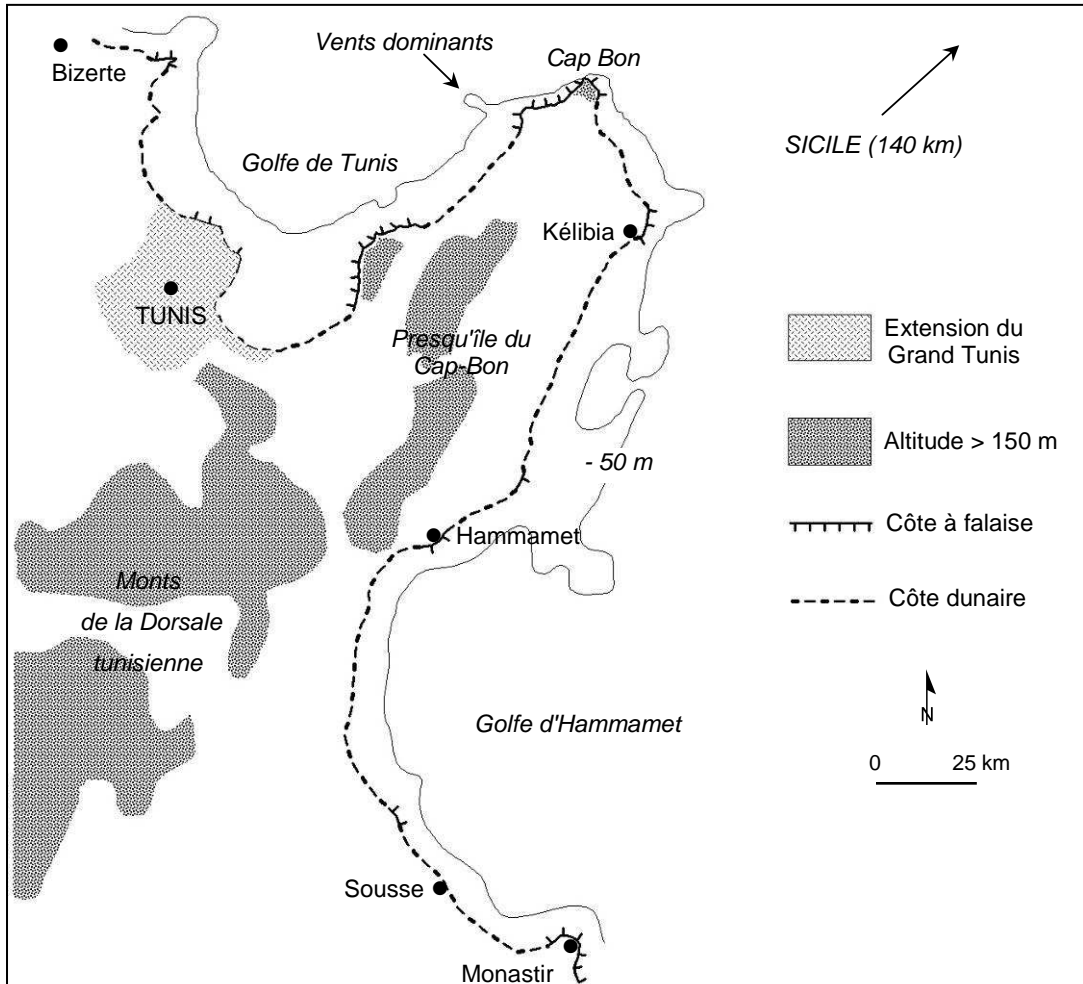 Vents dominants
Cap Bon
Bizerte
Golfe de Tunis
SICILE (140 km)
Kélibia
TUNIS
Presqu'île du
Cap-Bon
Extension du
Grand Tunis
Altitude > 150 m
- 50 m
Hammamet
Côte à falaise
Monts
de la Dorsale
tunisienne
Côte dunaire
Golfe d'Hammamet
N
0 25 km
Sousse
Monastir